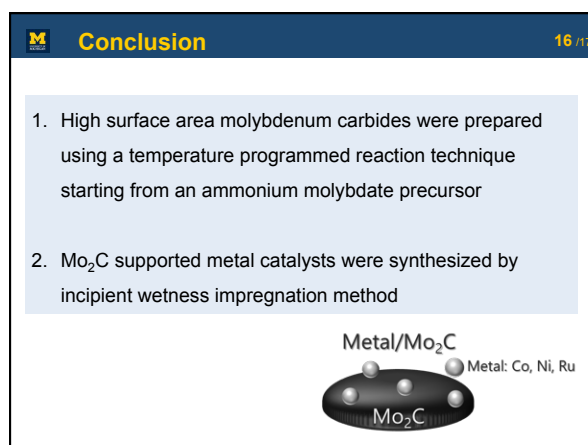 M
Conclusion
16 /17
1. High surface area molybdenum carbides were prepared
using a temperature programmed reaction technique
starting from an ammonium molybdate precursor
2. Mo₂C supported metal catalysts were synthesized by
incipient wetness impregnation method
Metal/Mo₂C
Metal: Co, Ni, Ru
Mo₂C